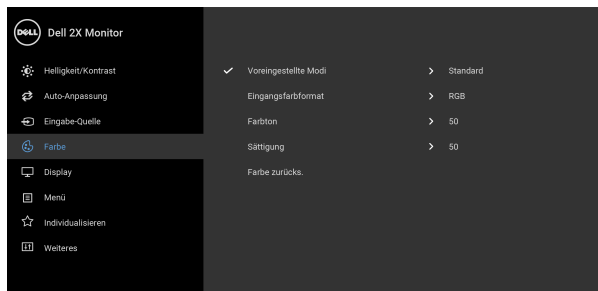 DELL Dell 2X Monitor
Helligkeit/Kontrast
Auto-Anpassung
Eingabe-Quelle
Farbe
Display
Menü
Individualisieren
Weiteres
Voreingestellte Modi Standard
Eingangsfarbformat RGB
Farbton 50
Sättigung 50
Farbe zurücks.